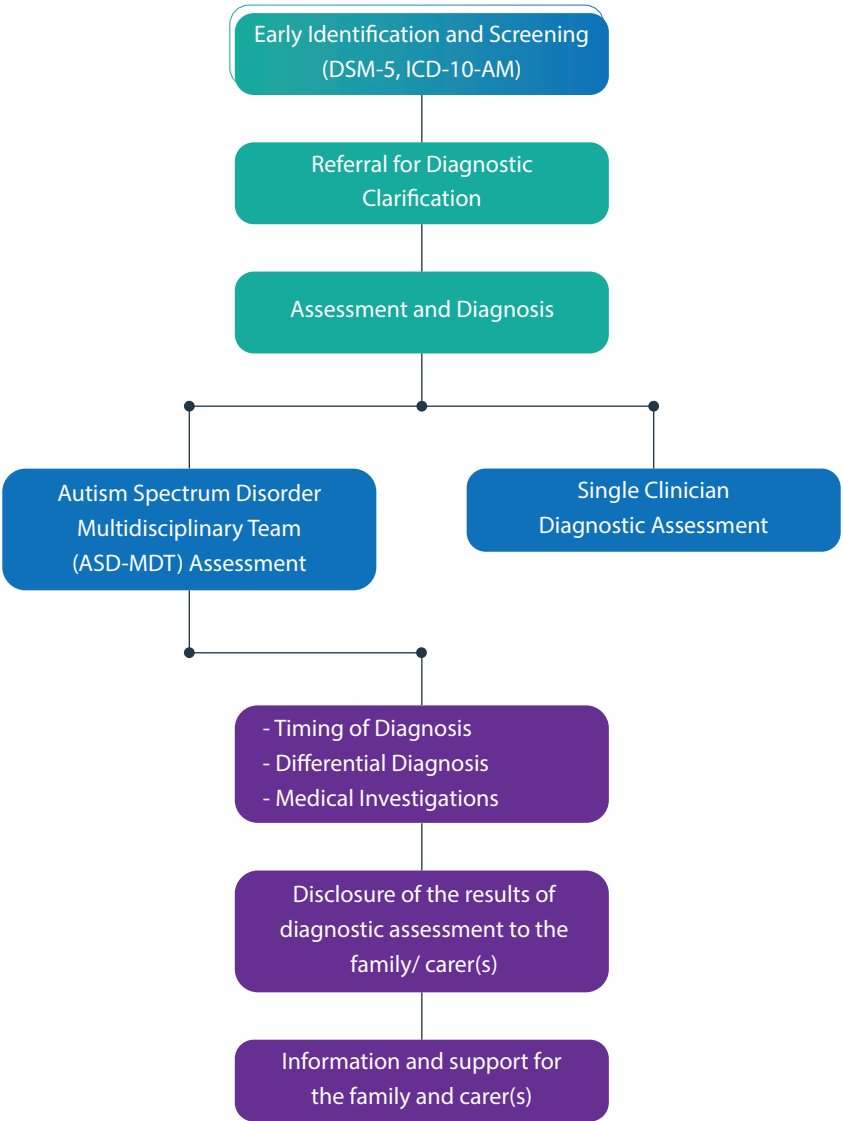 Early Identification and Screening
(DSM-5, ICD-10-AM)
Referral for Diagnostic
Clarification
Assessment and Diagnosis
Autism Spectrum Disorder
Multidisciplinary Team
(ASD-MDT) Assessment
Single Clinician
Diagnostic Assessment
- Timing of Diagnosis
- Differential Diagnosis
- Medical Investigations
Disclosure of the results of
diagnostic assessment to the
family/ carer(s)
Information and support for
the family and carer(s)